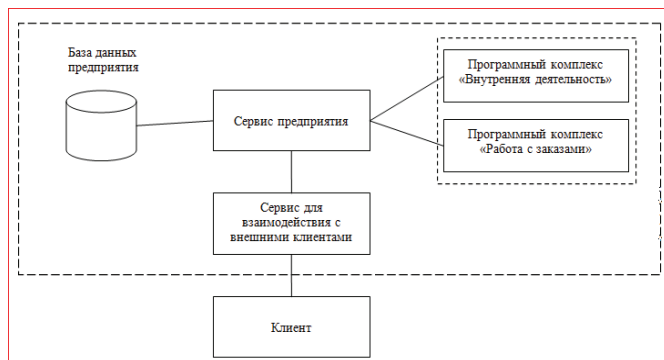 База данных
предприятия
Программный комплекс
«Внутренняя деятельность»
Сервис предприятия
Программный комплекс
«Работа с заказами»
Сервис для
взаимодействия с
внешними клиентами
Клиент